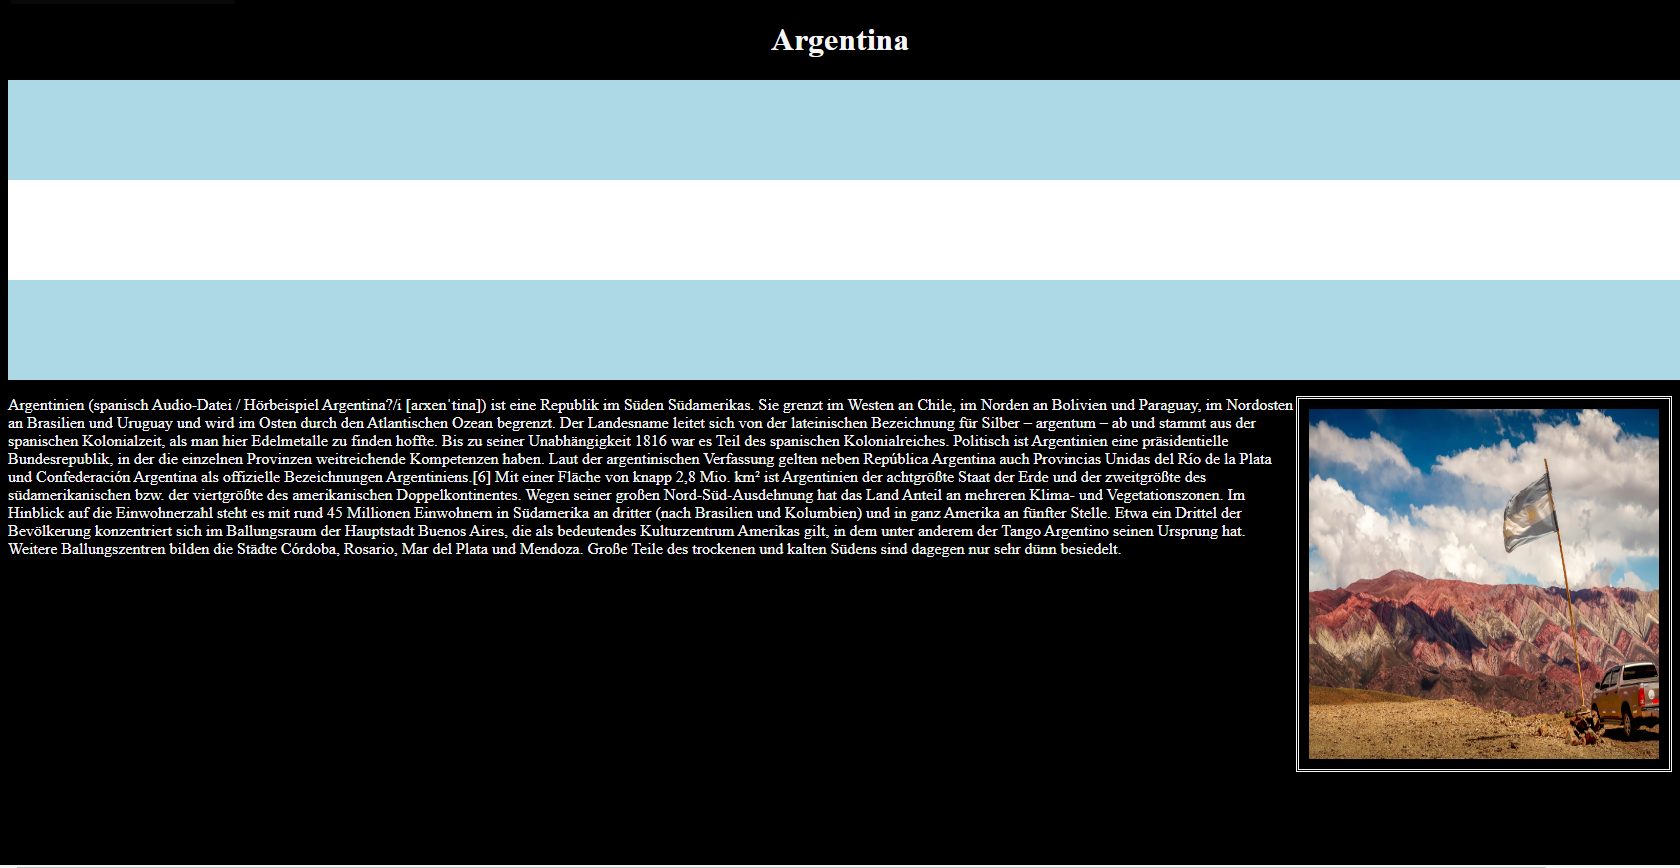 Argentina
Argentinien (spanisch Audio-Datei / Hörbeispiel Argentina?/i [aɾxenˈtina]) ist eine Republik im Süden Südamerikas. Sie grenzt im Westen an Chile, im Norden an Bolivien und Paraguay, im Nordosten
an Brasilien und Uruguay und wird im Osten durch den Atlantischen Ozean begrenzt. Der Landesname leitet sich von der lateinischen Bezeichnung für Silber – argentum – ab und stammt aus der
spanischen Kolonialzeit, als man hier Edelmetalle zu finden hoffte. Bis zu seiner Unabhängigkeit 1816 war es Teil des spanischen Kolonialreiches. Politisch ist Argentinien eine präsidentielle
Bundesrepublik, in der die einzelnen Provinzen weitreichende Kompetenzen haben. Laut der argentinischen Verfassung gelten neben República Argentina auch Provincias Unidas del Río de la Plata
und Confederación Argentina als offizielle Bezeichnungen Argentiniens.[6] Mit einer Fläche von knapp 2,8 Mio. km² ist Argentinien der achtgrößte Staat der Erde und der zweitgrößte des
südamerikanischen bzw. der viertgrößte des amerikanischen Doppelkontinentes. Wegen seiner großen Nord-Süd-Ausdehnung hat das Land Anteil an mehreren Klima- und Vegetationszonen. Im
Hinblick auf die Einwohnerzahl steht es mit rund 45 Millionen Einwohnern in Südamerika an dritter (nach Brasilien und Kolumbien) und in ganz Amerika an fünfter Stelle. Etwa ein Drittel der
Bevölkerung konzentriert sich im Ballungsraum der Hauptstadt Buenos Aires, die als bedeutendes Kulturzentrum Amerikas gilt, in dem unter anderem der Tango Argentino seinen Ursprung hat.
Weitere Ballungszentren bilden die Städte Córdoba, Rosario, Mar del Plata und Mendoza. Große Teile des trockenen und kalten Südens sind dagegen nur sehr dünn besiedelt.